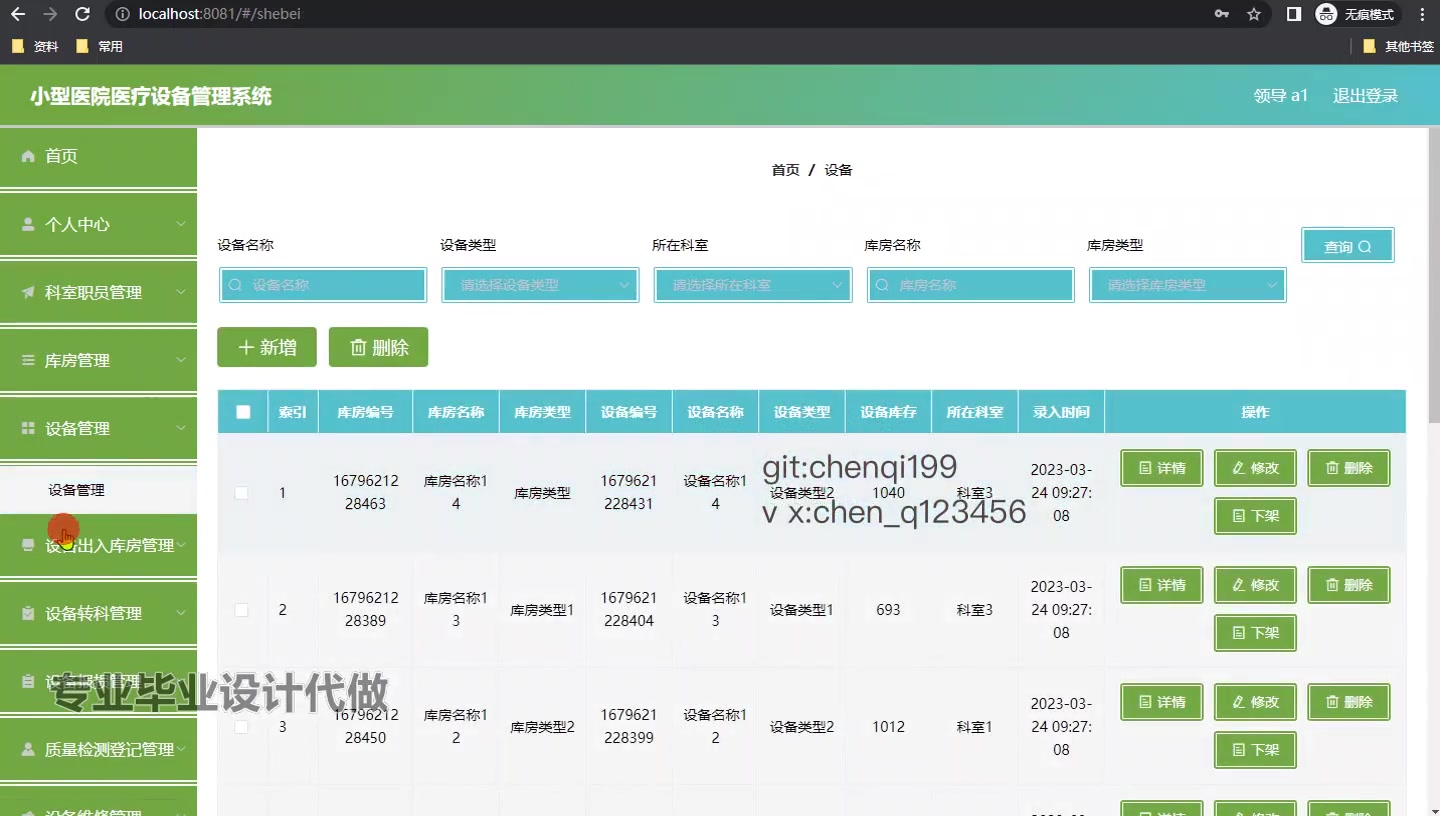 localhost:8081/#/shebei
无痕模式
资料
常用
其他书签
小型医院医疗设备管理系统
领导 a1
退出登录
首页
个人中心
科室职员管理
库房管理
设备管理
设备管理
设备出入库房管理
设备转科管理
质量检测登记管理
设备维修管理
首页 / 设备
设备名称 设备类型 所在科室 库房名称 库房类型
查询
设备名称 请选择设备类型 请选择所在科室 库房名称 请选择库房类型
新增 删除
索引 库房编号 库房名称 库房类型 设备编号 设备名称 设备类型 设备库存 所在科室 录入时间 操作
1 1679621228463 库房名称14 库房类型 1679621228431 设备名称14 设备类型2 1040 科室3 2023-03-24 09:27:08 详情 修改 删除
下架
git:chenqi199
v x:chen_q123456
2 1679621228389 库房名称13 库房类型1 1679621228404 设备名称13 设备类型1 693 科室3 2023-03-24 09:27:08 详情 修改 删除
下架
3 1679621228450 库房名称12 库房类型2 1679621228399 设备名称12 设备类型2 1012 科室1 2023-03-24 09:27:08 详情 修改 删除
下架
专业毕业设计代做
详情 修改 删除